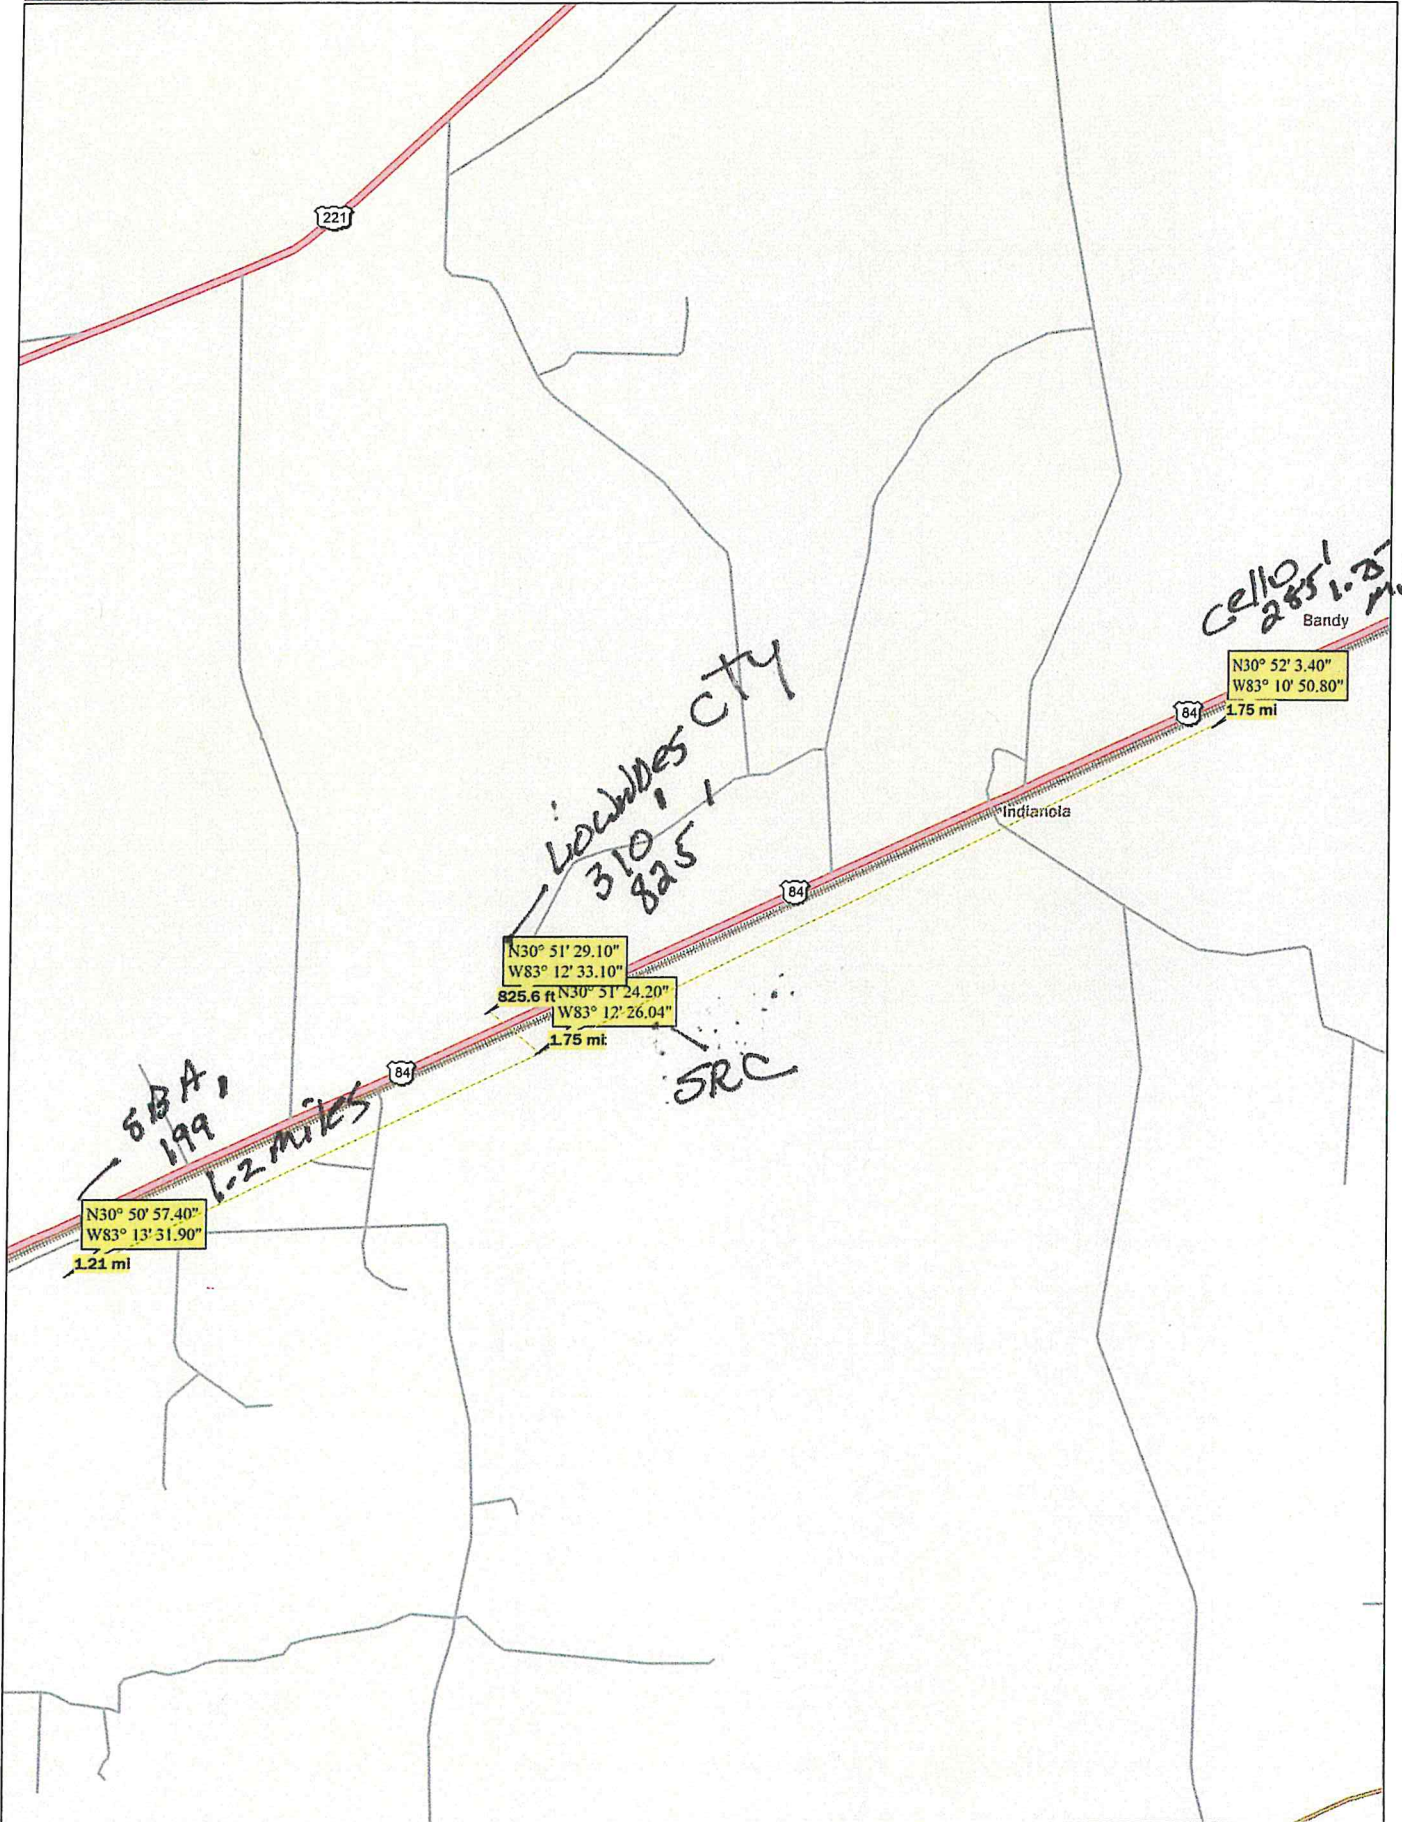 221
Cello
285' 1.75
Bandy
N30° 52' 3.40"
W83° 10' 50.80"
84
1.75 mi
LOWNDES CTY
310'
825'
Indianola
84
N30° 51' 29.10"
W83° 12' 33.10"
825.6 ft
N30° 51' 24.20"
W83° 12' 26.04"
1.75 mi
SRC
84
SBA
199'
1.2 miles
N30° 50' 57.40"
W83° 13' 31.90"
1.21 mi